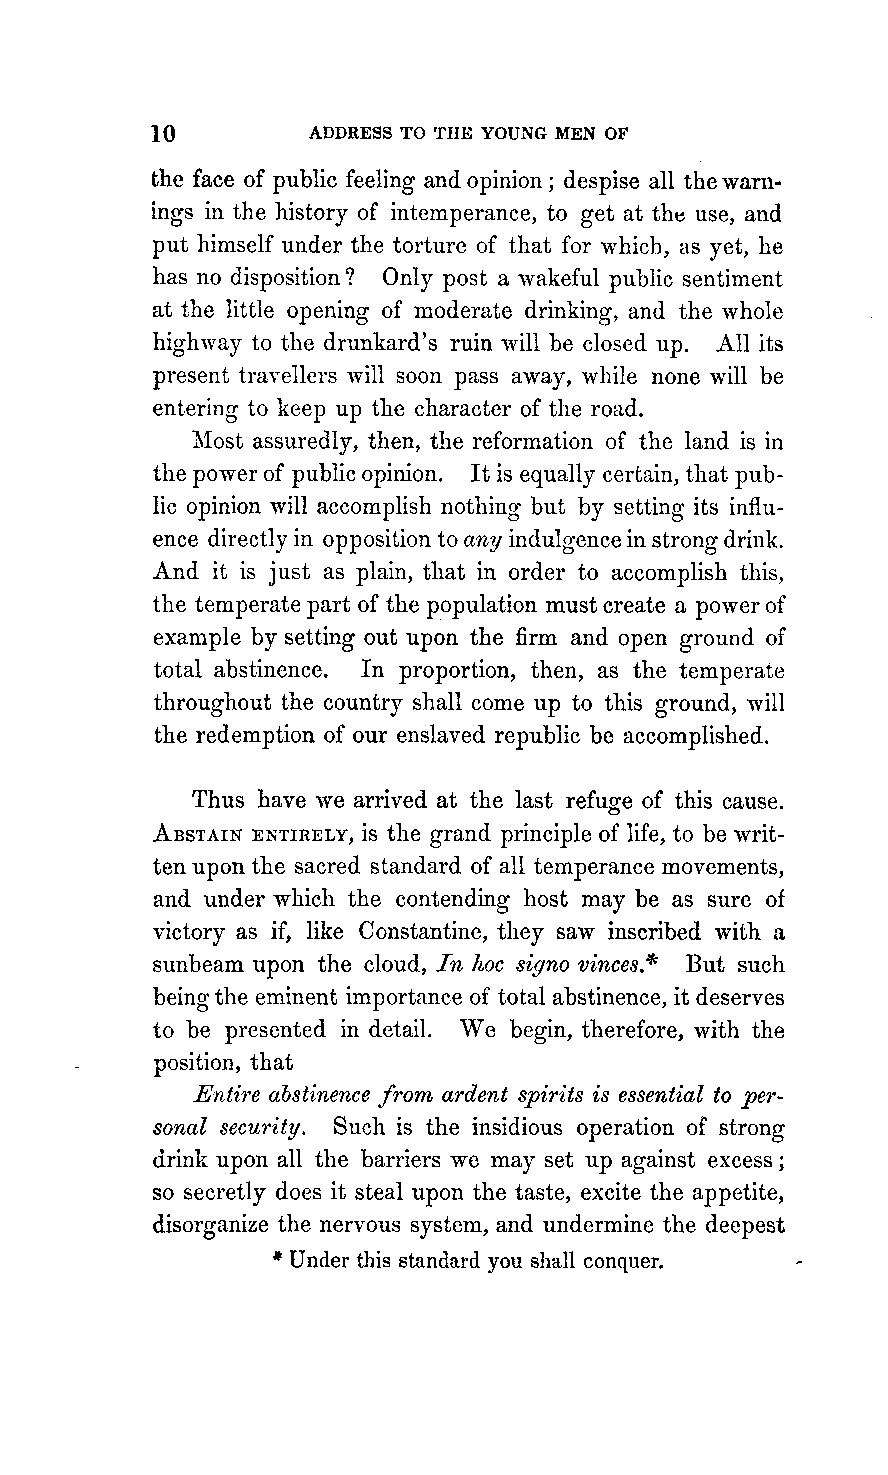 10 ADDRESS TO THE YOUNG MEN OF
the face of public feeling and opinion; despise all the warn-
ings in the history of intemperance, to get at the use, and
put himself under the torture of that for which, as yet, he
has no disposition? Only post a wakeful public sentiment
at the little opening of moderate drinking, and the whole
highway to the drunkard's ruin will be closed up. All its
present travellers will soon pass away, while none will be
entering to keep up the character of the road.
Most assuredly, then, the reformation of the land is in
the power of public opinion. It is equally certain, that pub-
lic opinion will accomplish nothing but by setting its influ-
ence directly in opposition to any indulgence in strong drink.
And it is just as plain, that in order to accomplish this,
the temperate part of the population must create a power of
example by setting out upon the firm and open ground of
total abstinence. In proportion, then, as the temperate
throughout the country shall come up to this ground, will
the redemption of our enslaved republic be accomplished.
Thus have we arrived at the last refuge of this cause.
ABSTAIN ENTIRELY, is the grand principle of life, to be writ-
ten upon the sacred standard of all temperance movements,
and under which the contending host may be as sure of
victory as if, like Constantine, they saw inscribed with a
sunbeam upon the cloud, In hoc signo vinces.* But such
being the eminent importance of total abstinence, it deserves
to be presented in detail. We begin, therefore, with the
position, that
Entire abstinence from ardent spirits is essential to per-
sonal security. Such is the insidious operation of strong
drink upon all the barriers we may set up against excess;
so secretly does it steal upon the taste, excite the appetite,
disorganize the nervous system, and undermine the deepest
* Under this standard you shall conquer.